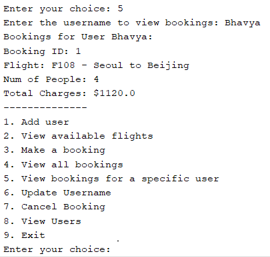 Enter your choice: 5
Enter the username to view bookings: Bhavya
Bookings for User Bhavya:
Booking ID: 1
Flight: F108 - Seoul to Beijing
Num of People: 4
Total Charges: $1120.0
--------------
1. Add user
2. View available flights
3. Make a booking
4. View all bookings
5. View bookings for a specific user
6. Update Username
7. Cancel Booking
8. View Users
9. Exit
Enter your choice: